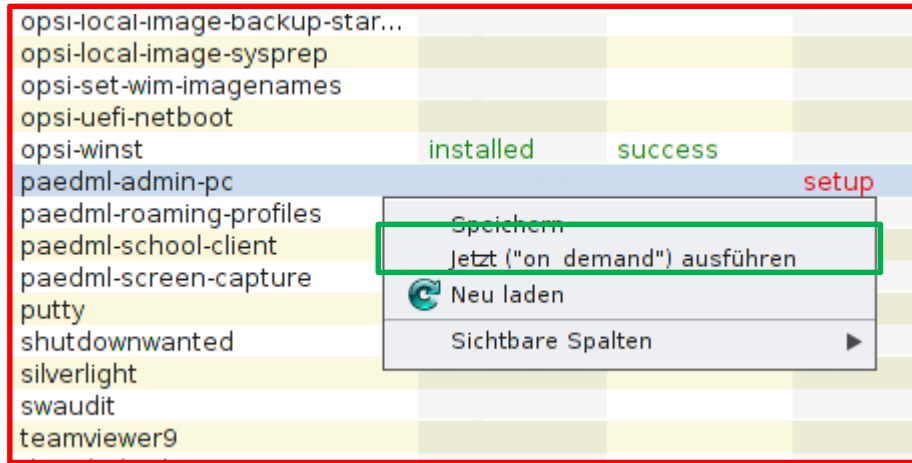 opsi-local-image-backup-star...
opsi-local-image-sysprep
opsi-set-wim-imagenames
opsi-uefi-netboot
opsi-winst installed success
paedml-admin-pc setup
paedml-roaming-profiles
paedml-school-client
paedml-screen-capture
putty
shutdownwanted
silverlight
swaudit
teamviewer9
Speichern
Jetzt ("on_demand") ausführen
Neu laden
Sichtbare Spalten